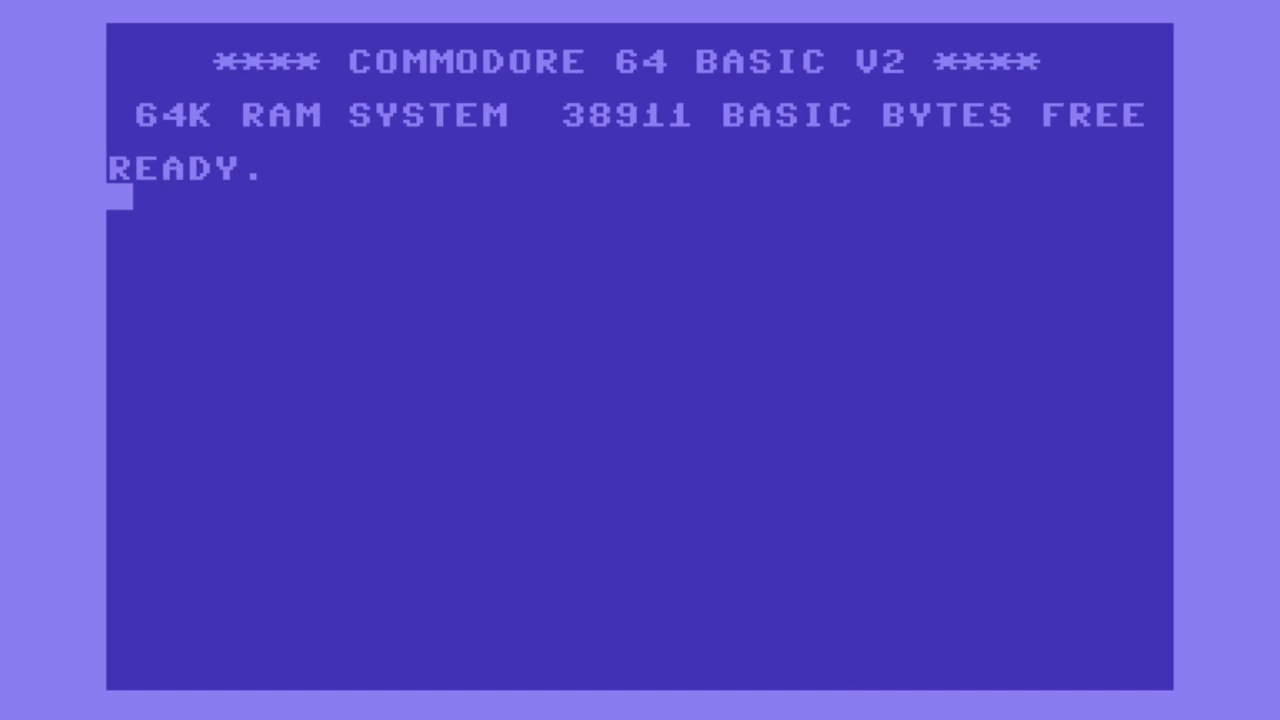 **** COMMODORE 64 BASIC V2 ****
64K RAM SYSTEM  38911 BASIC BYTES FREE
READY.